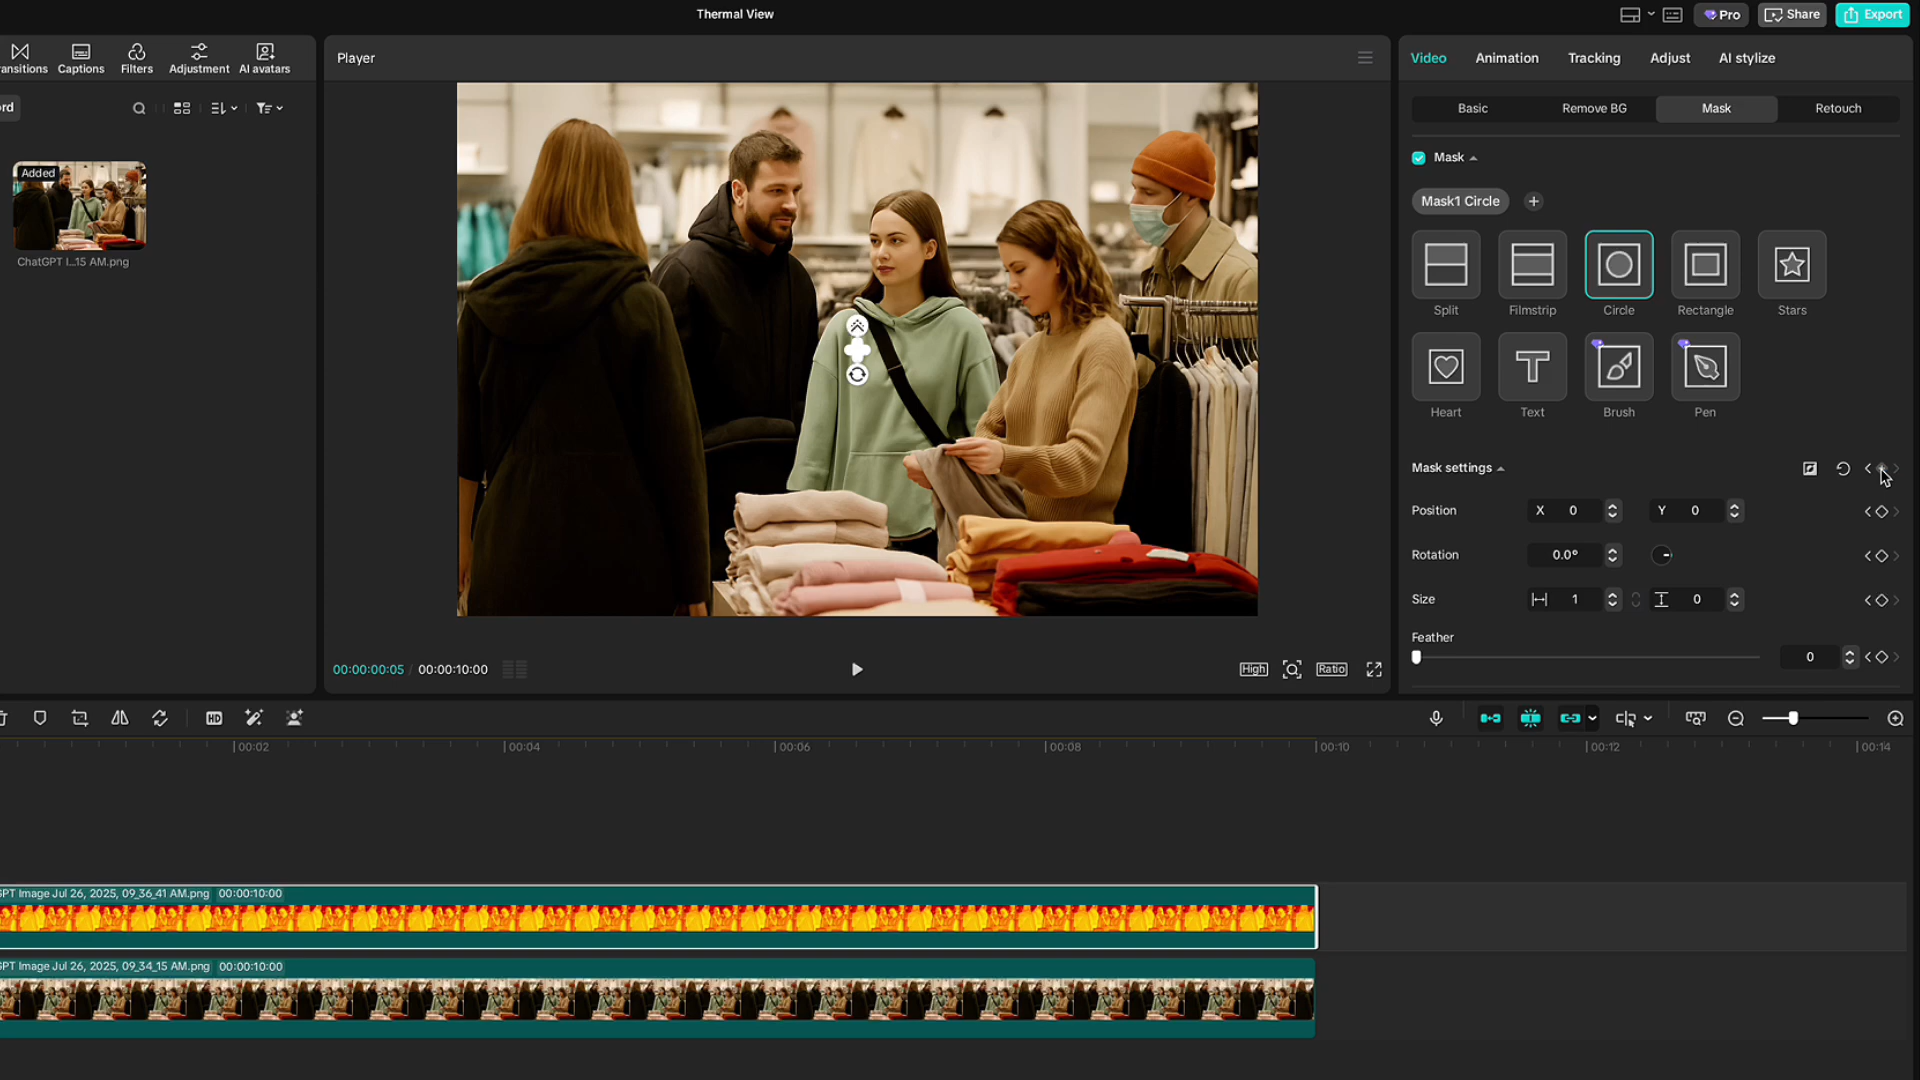 Thermal View
Pro
Share
Export
ansitions
Captions
Filters
Adjustment
AI avatars
rd
Added
ChatGPT I...15 AM.png
Player
00:00:00:05 / 00:00:10:00
High
Ratio
Video
Animation
Tracking
Adjust
AI stylize
Basic
Remove BG
Mask
Retouch
Mask
Mask1 Circle
Split
Filmstrip
Circle
Rectangle
Stars
Heart
Text
Brush
Pen
Mask settings
Position X 0 Y 0
Rotation 0.0°
Size 1 0
Feather
0
HD
00:02
00:04
00:06
00:08
00:10
00:12
00:14
GPT Image Jul 26, 2025, 09_36_41 AM.png 00:00:10:00
GPT Image Jul 26, 2025, 09_34_15 AM.png 00:00:10:00